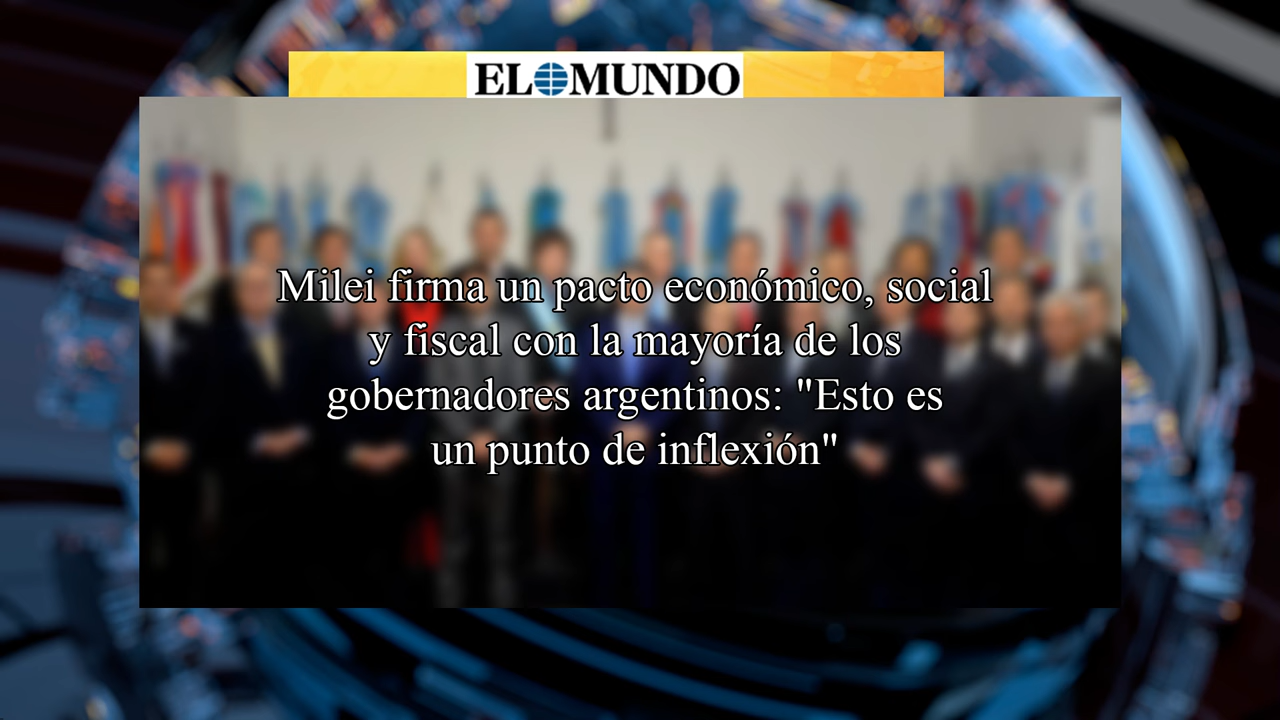 EL MUNDO
Milei firma un pacto económico, social
y fiscal con la mayoría de los
gobernadores argentinos: "Esto es
un punto de inflexión"